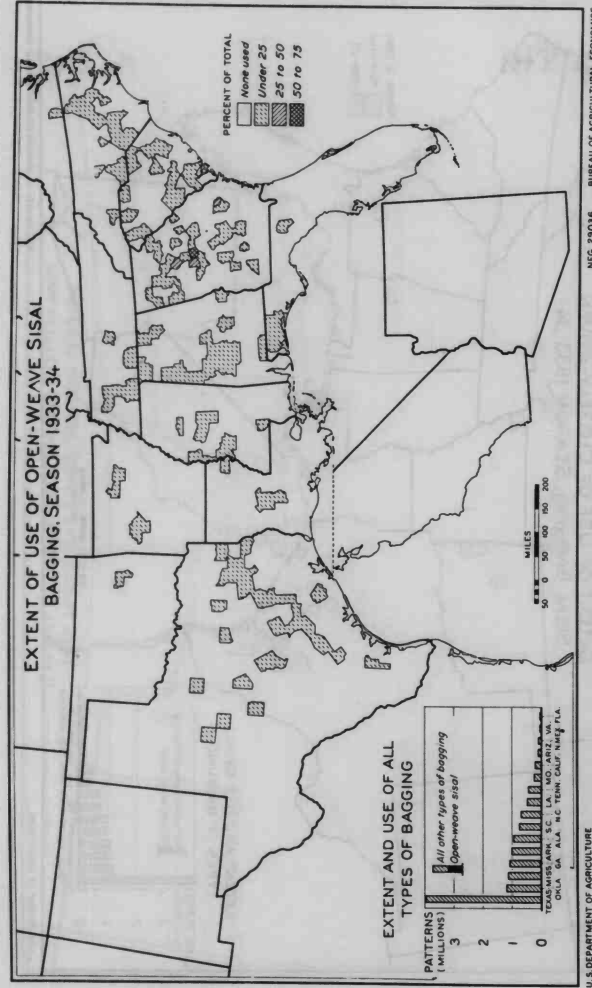 EXTENT OF USE OF OPEN-WEAVE SISAL
BAGGING, SEASON 1933-34
PERCENT OF TOTAL
None used
Under 25
25 to 50
50 to 75
EXTENT AND USE OF ALL
TYPES OF BAGGING
PATTERNS
(MILLIONS)
All other types of bagging
Open-weave sisal
3
2
1
0
TEXAS MISS. ARK. S.C. LA. MO. ARIZ. VA.
OKLA. GA. ALA. N.C. TENN. CALIF. N.MEX. FLA.
MILES
50 0 50 100 150 200
U.S. DEPARTMENT OF AGRICULTURE
NEG. 29036 BUREAU OF AGRICULTURAL ECONOMICS